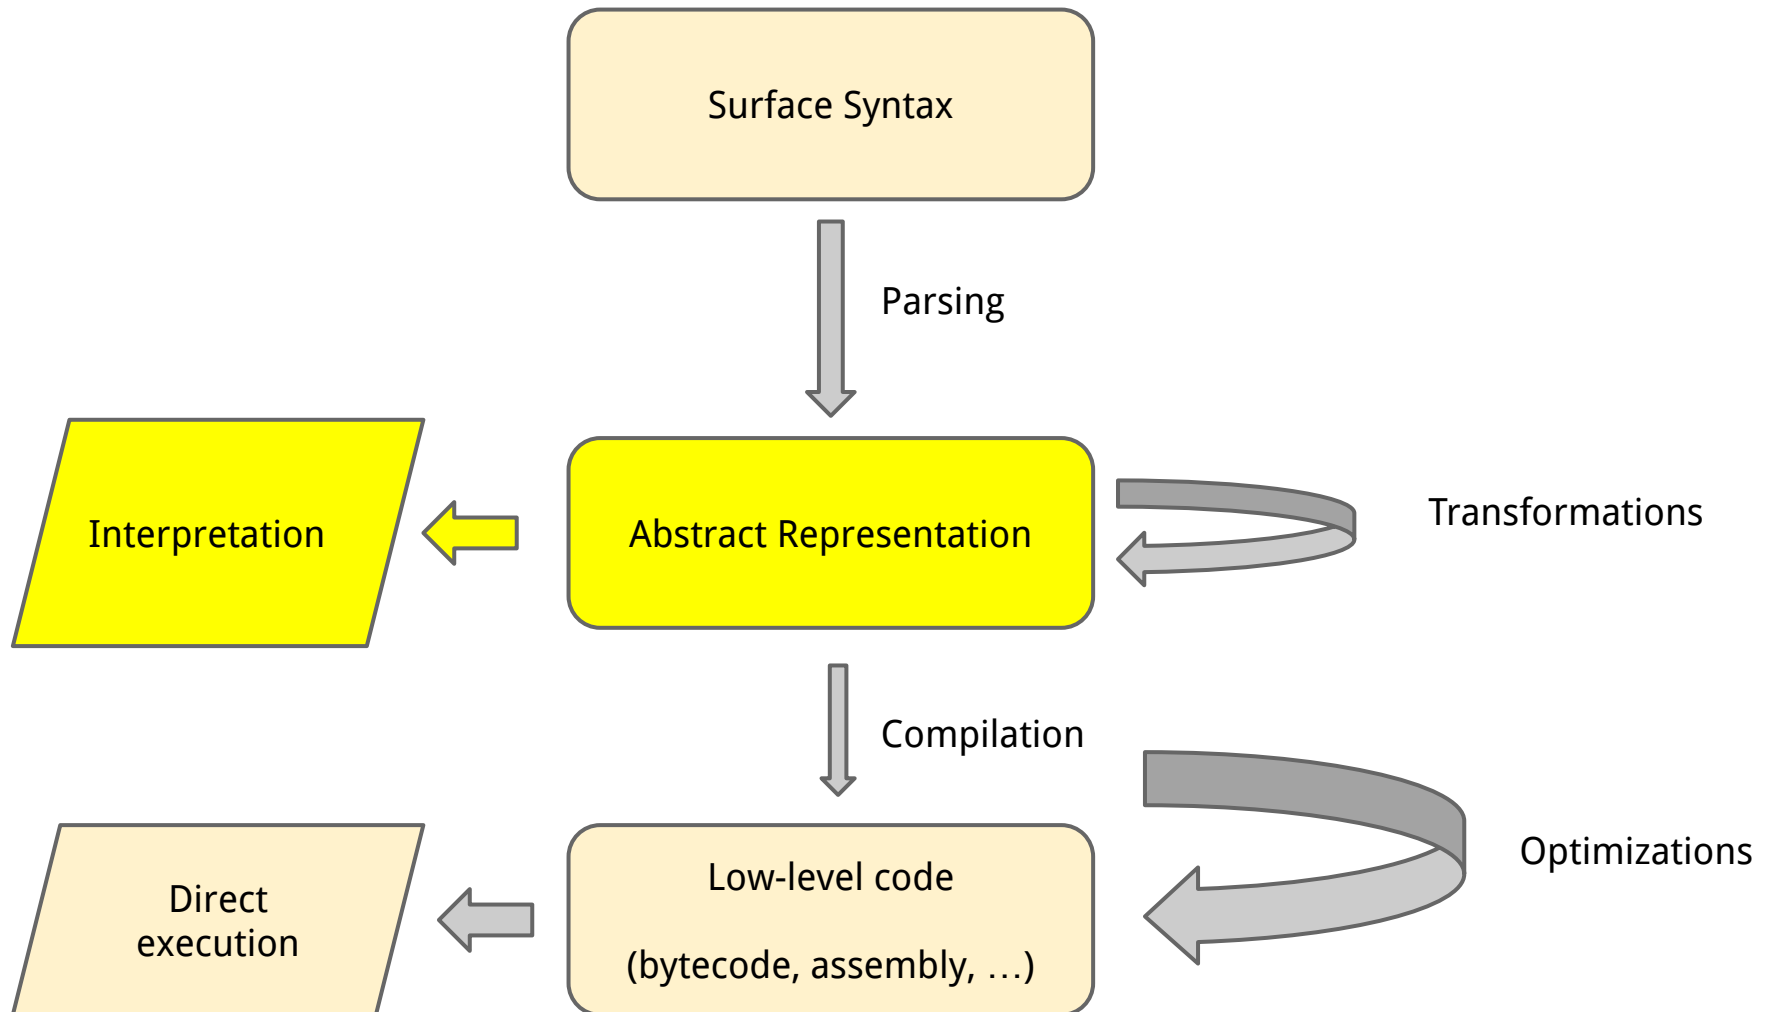 Surface Syntax
Parsing
Interpretation
Abstract Representation
Transformations
Compilation
Optimizations
Direct
execution
Low-level code
(bytecode, assembly, …)